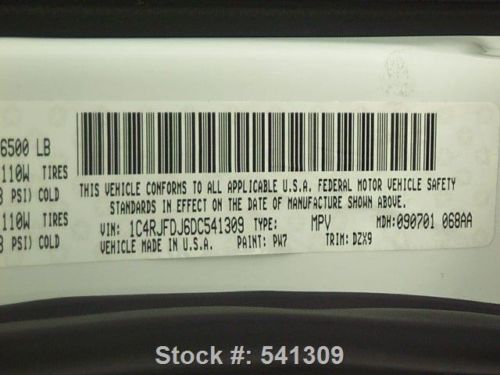 6500 LB
110W TIRES
PSI) COLD
110W TIRES
PSI) COLD
THIS VEHICLE CONFORMS TO ALL APPLICABLE U.S.A. FEDERAL MOTOR VEHICLE SAFETY
STANDARDS IN EFFECT ON THE DATE OF MANUFACTURE SHOWN ABOVE.
VIN: 1C4RJFDJ6DC541309 TYPE: MPV MDH: 090701 068AA
VEHICLE MADE IN U.S.A. PAINT: PW7 TRIM: DZX9
Stock #: 541309